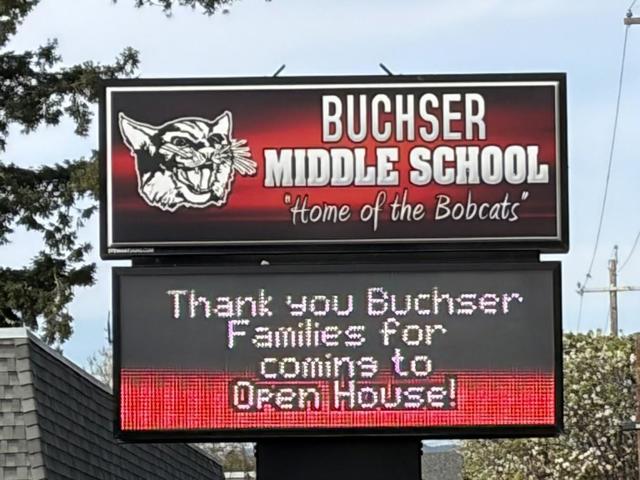 BUCHSER
MIDDLE SCHOOL
"Home of the Bobcats"
Thank you Buchser
Families for
coming to
Open House!